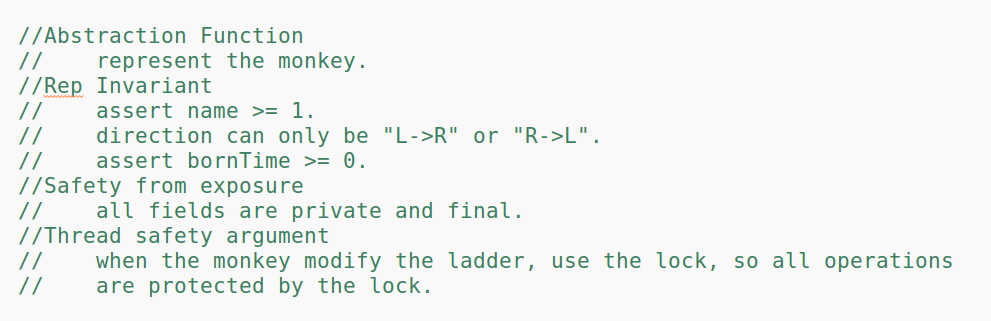 //Abstraction Function
//    represent the monkey.
//Rep Invariant
//    assert name >= 1.
//    direction can only be "L->R" or "R->L".
//    assert bornTime >= 0.
//Safety from exposure
//    all fields are private and final.
//Thread safety argument
//    when the monkey modify the ladder, use the lock, so all operations
//    are protected by the lock.